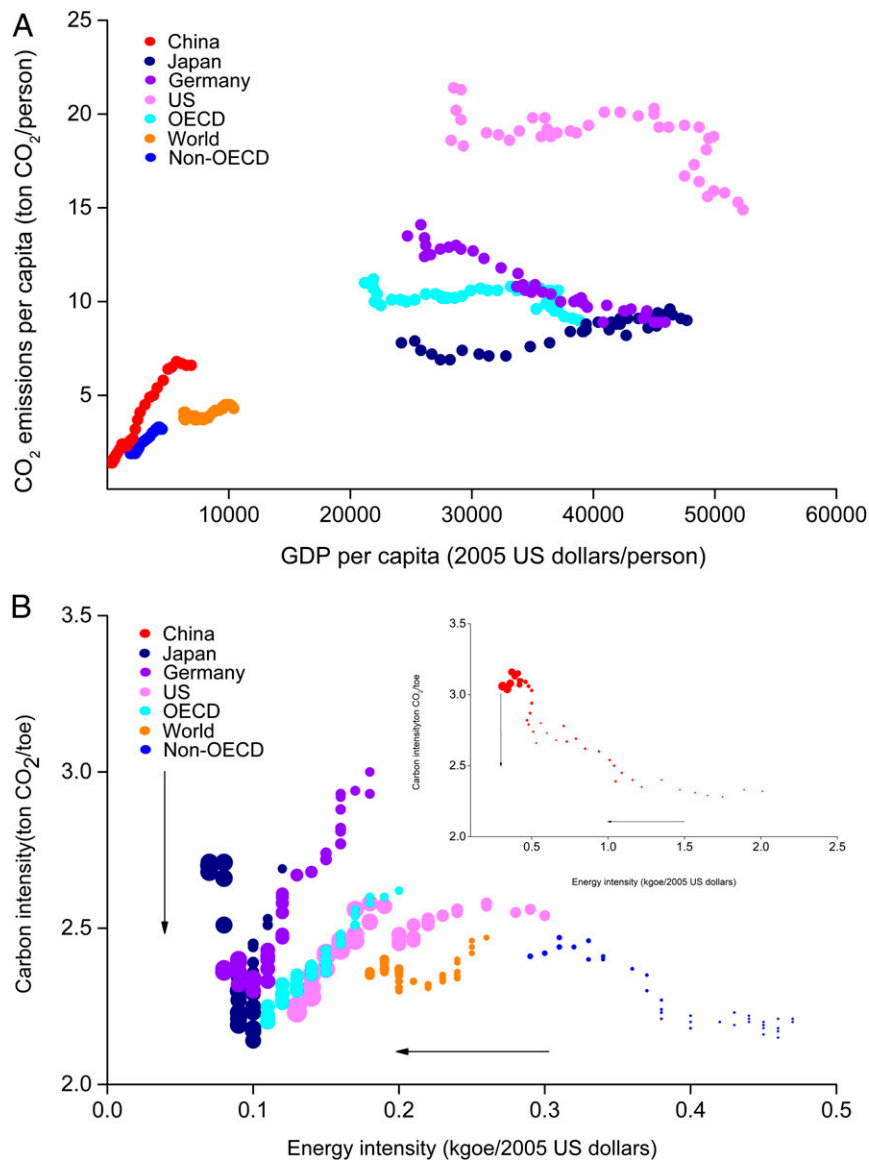 A
CO₂ emissions per capita (ton CO₂/person)
25
20
15
10
5
China
Japan
Germany
US
OECD
World
Non-OECD
10000 20000 30000 40000 50000 60000
GDP per capita (2005 US dollars/person)
B
Carbon intensity(ton CO₂/toe)
3.5
3.0
2.5
2.0
China
Japan
Germany
US
OECD
World
Non-OECD
Carbon intensityton CO₂/toe
3.5
3.0
2.5
2.0
0.5 1.0 1.5 2.0 2.5
Energy intensity (kgoe/2005 US dollars)
0.0 0.1 0.2 0.3 0.4 0.5
Energy intensity (kgoe/2005 US dollars)